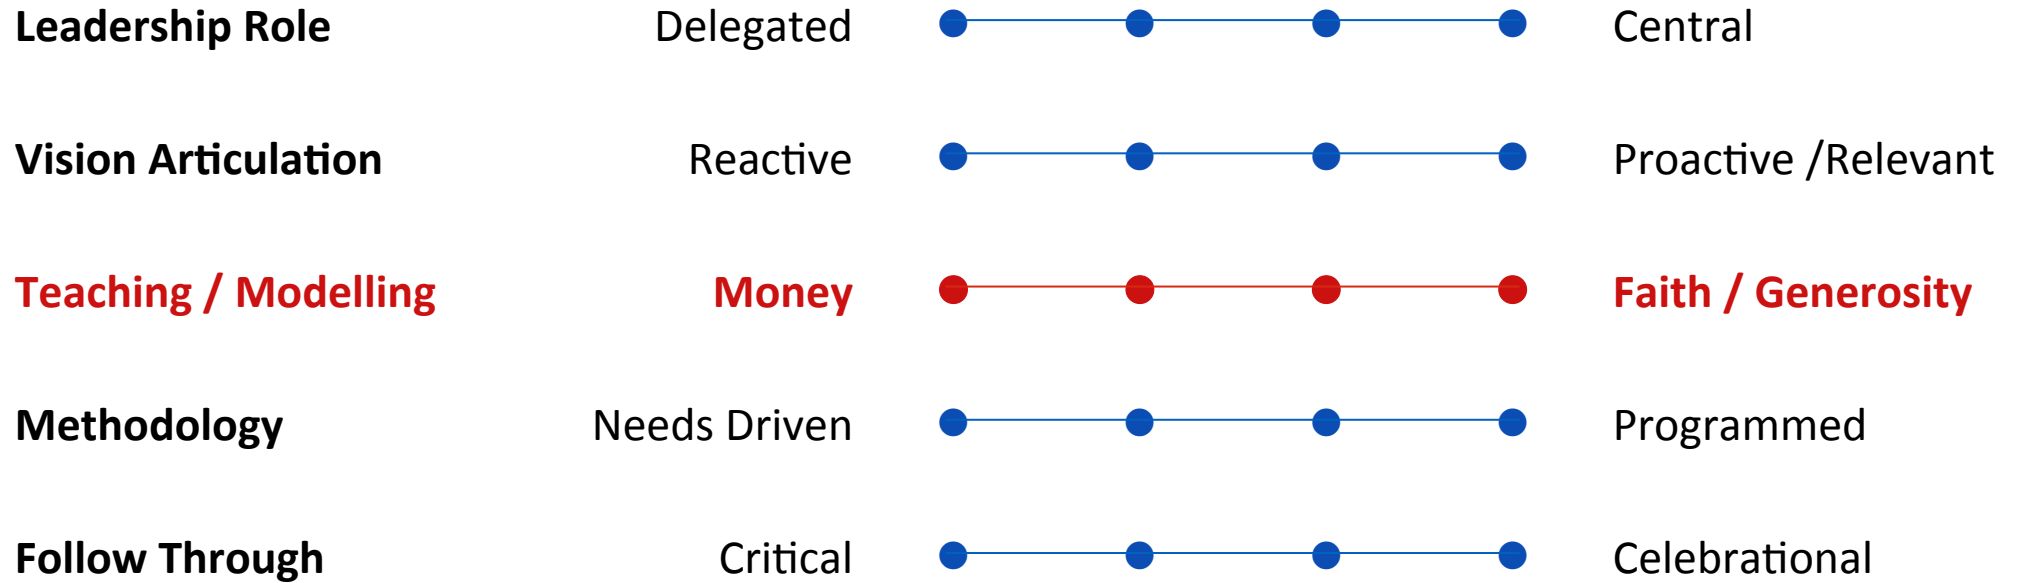 Leadership Role Delegated Central
Vision Articulation Reactive Proactive /Relevant
Teaching / Modelling Money Faith / Generosity
Methodology Needs Driven Programmed
Follow Through Critical Celebrational